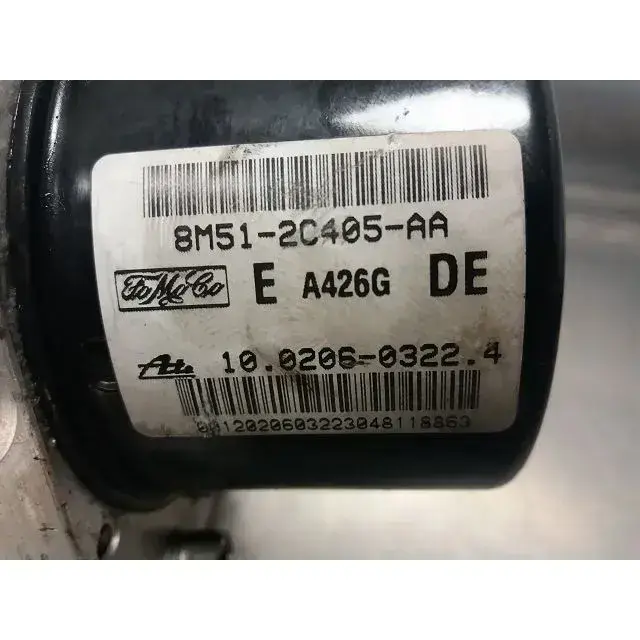 8M51-2C405-AA
FoMoCo E A426G DE
Ate 10.0206-0322.4
0012020603223048118863